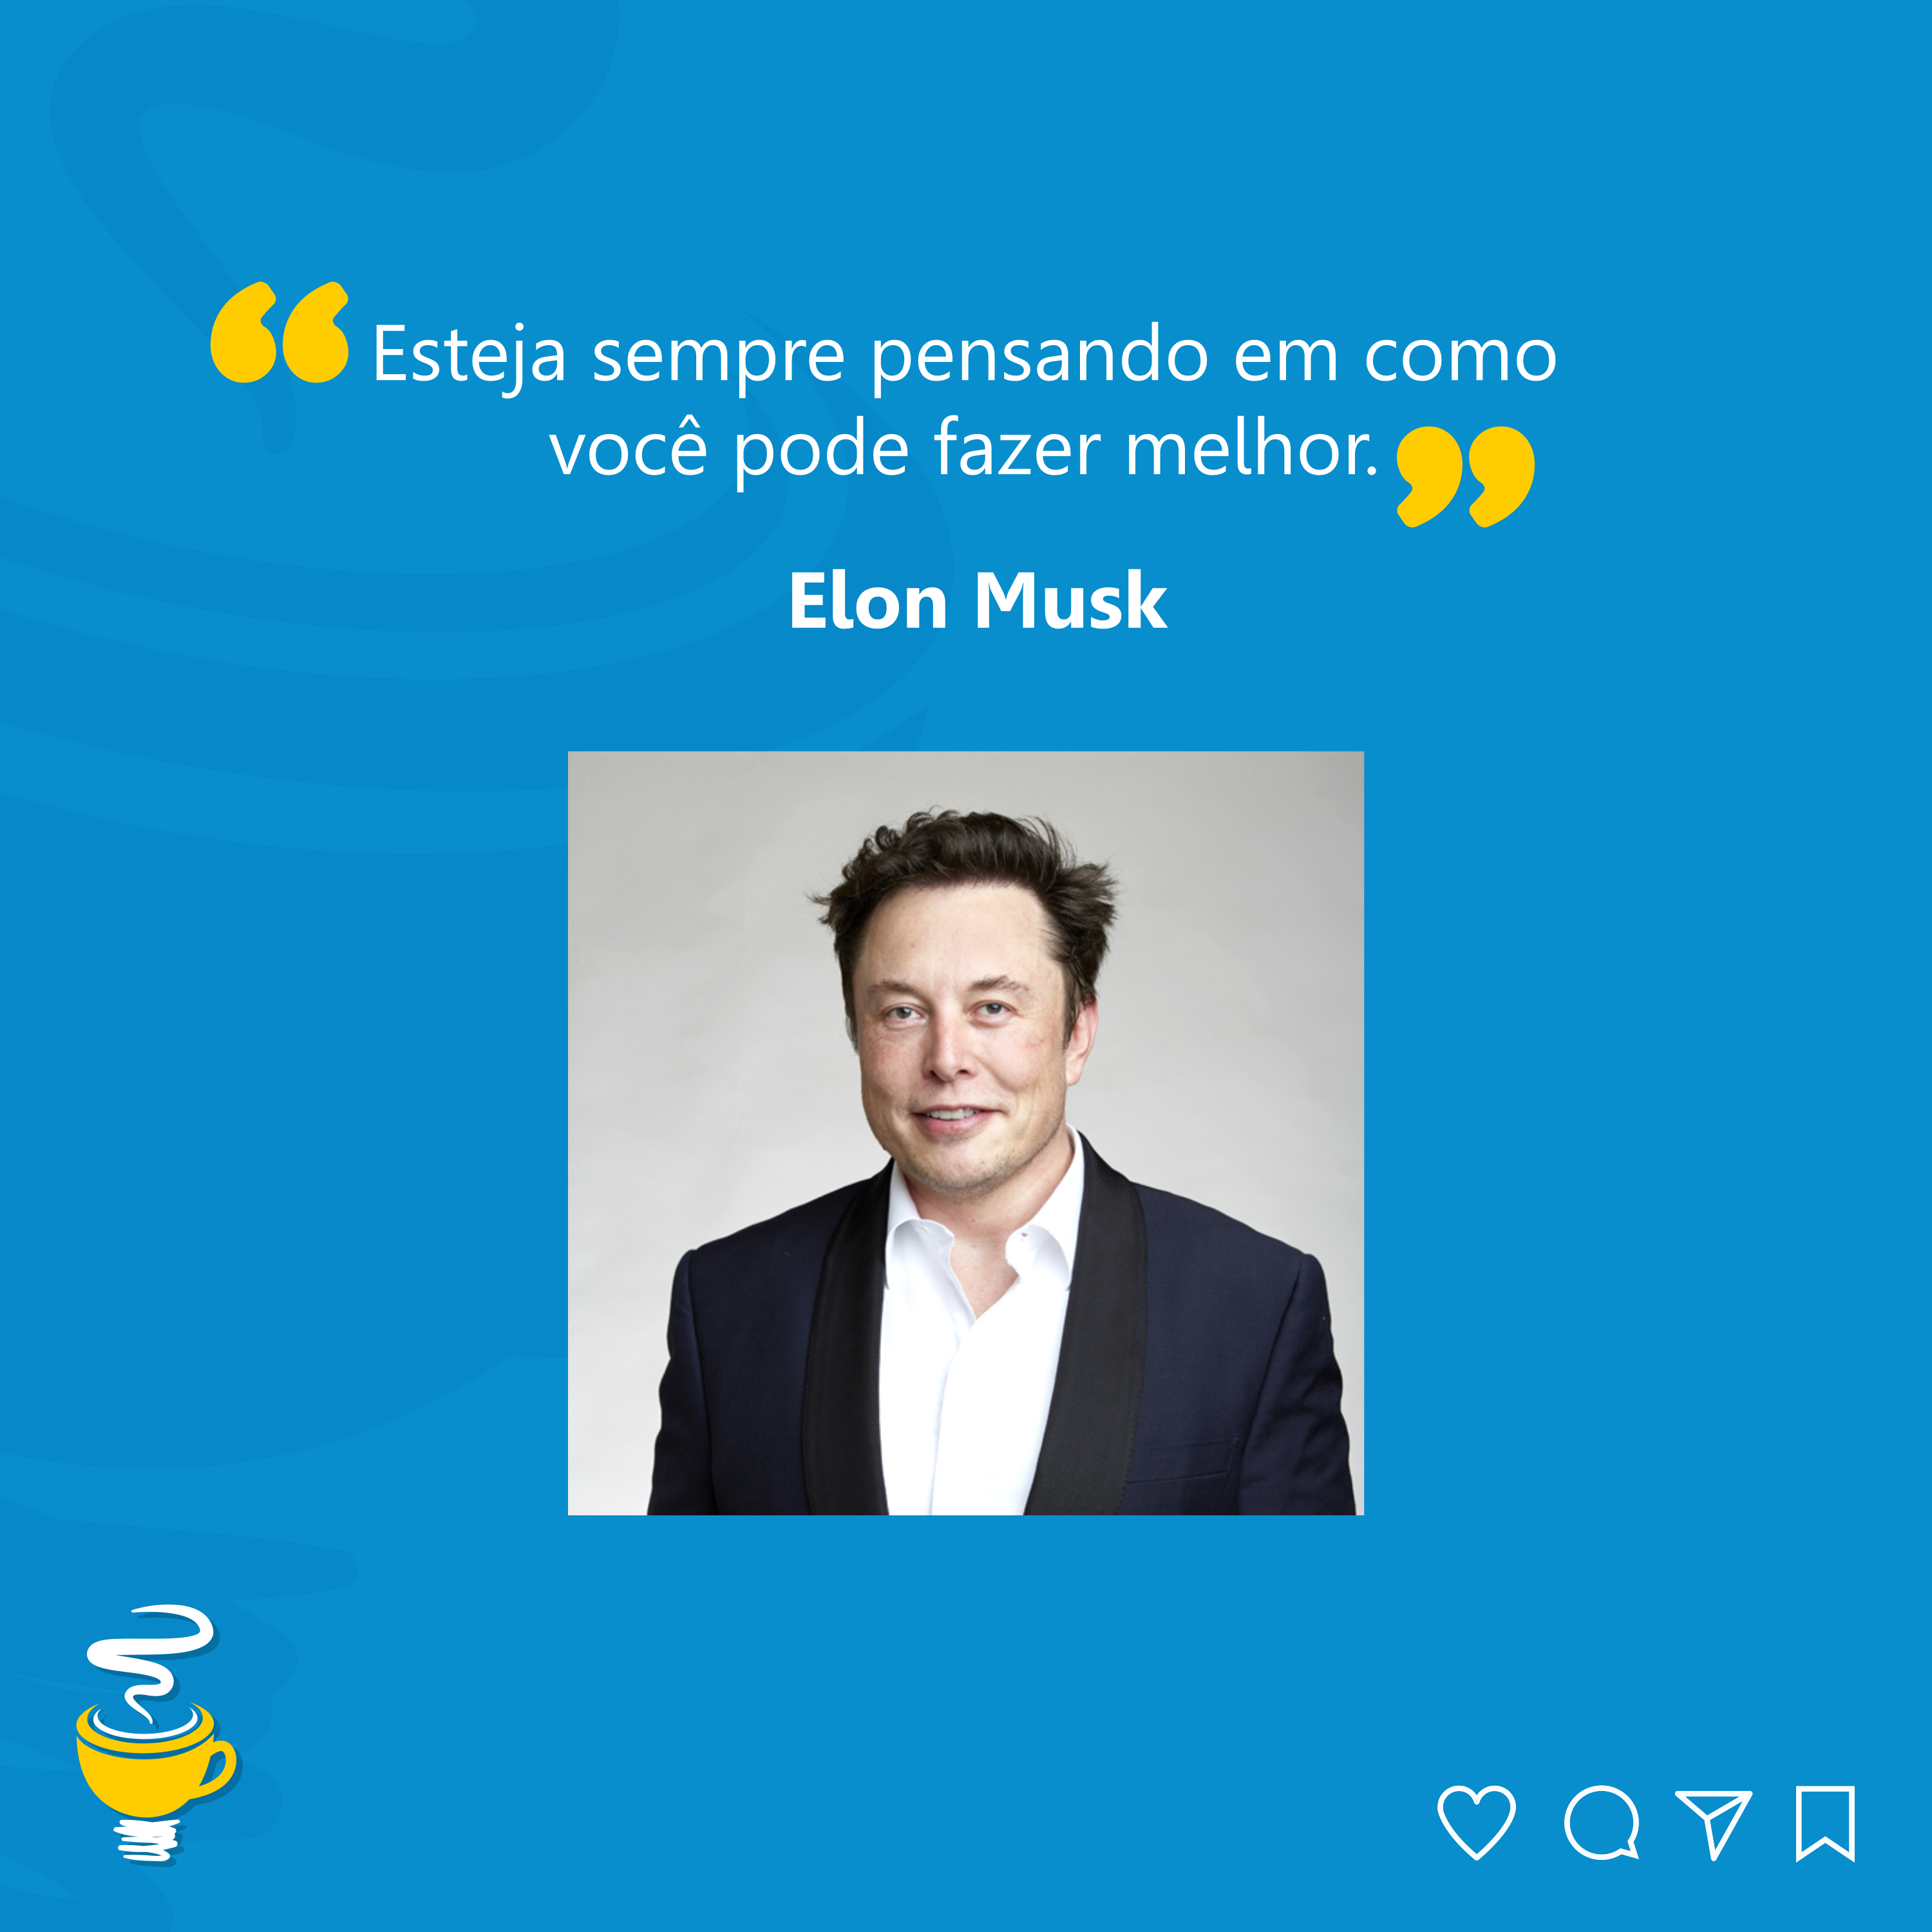 “Esteja sempre pensando em como
você pode fazer melhor.”
Elon Musk